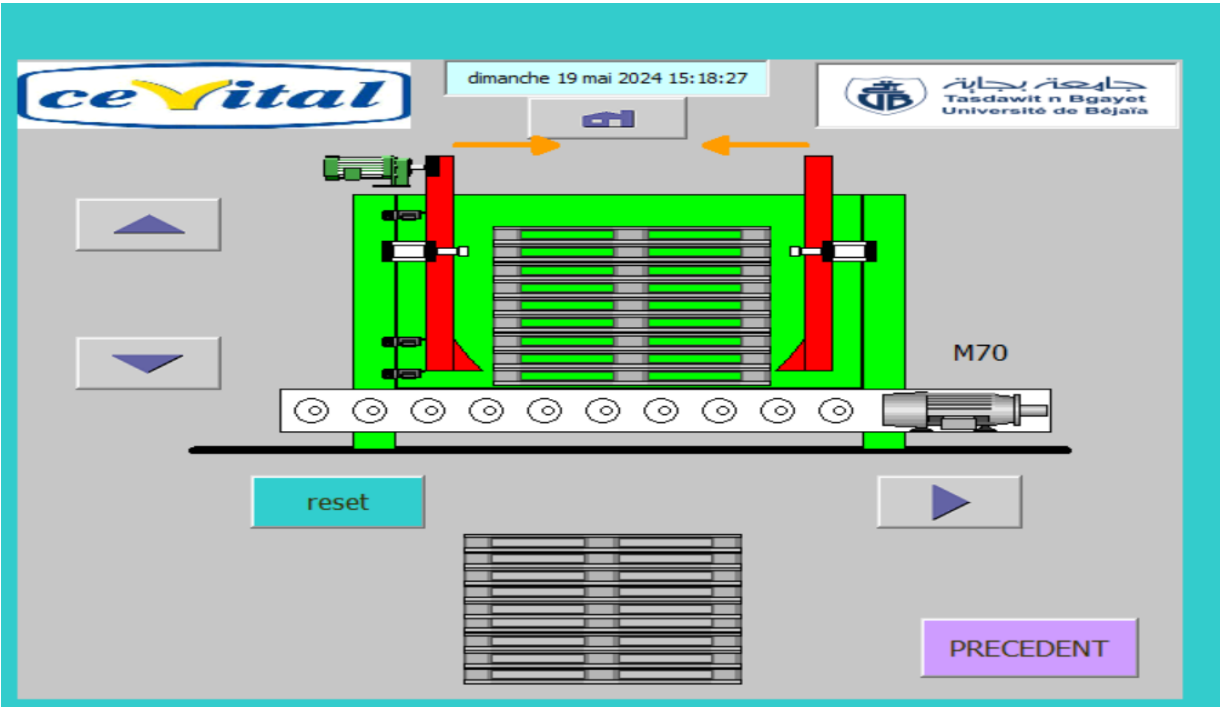 ceVital
dimanche 19 mai 2024 15:18:27
جامعة بجاية
Tasdawit n Bgayet
Université de Béjaïa
M70
reset
PRECEDENT